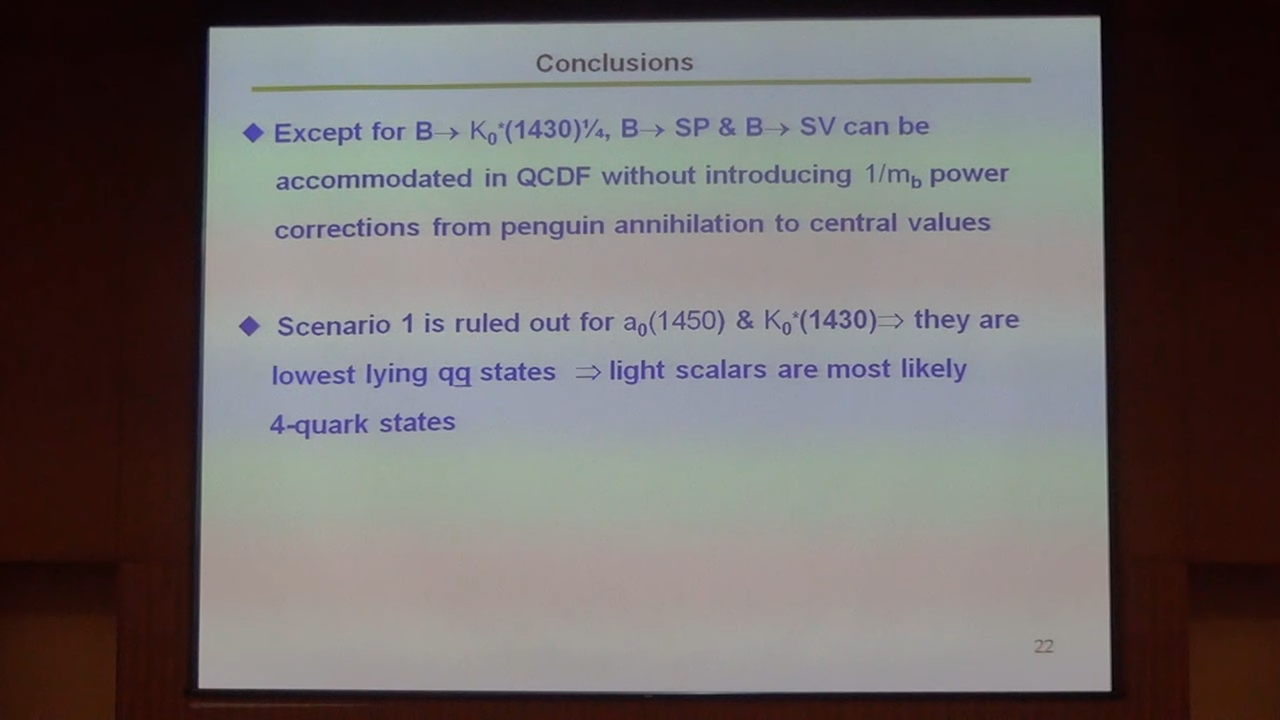 Conclusions
◆ Except for B→ K₀*(1430)¼, B→ SP & B→ SV can be
accommodated in QCDF without introducing 1/m_b power
corrections from penguin annihilation to central values
◆ Scenario 1 is ruled out for a₀(1450) & K₀*(1430)⇒ they are
lowest lying qq states ⇒ light scalars are most likely
4-quark states
22